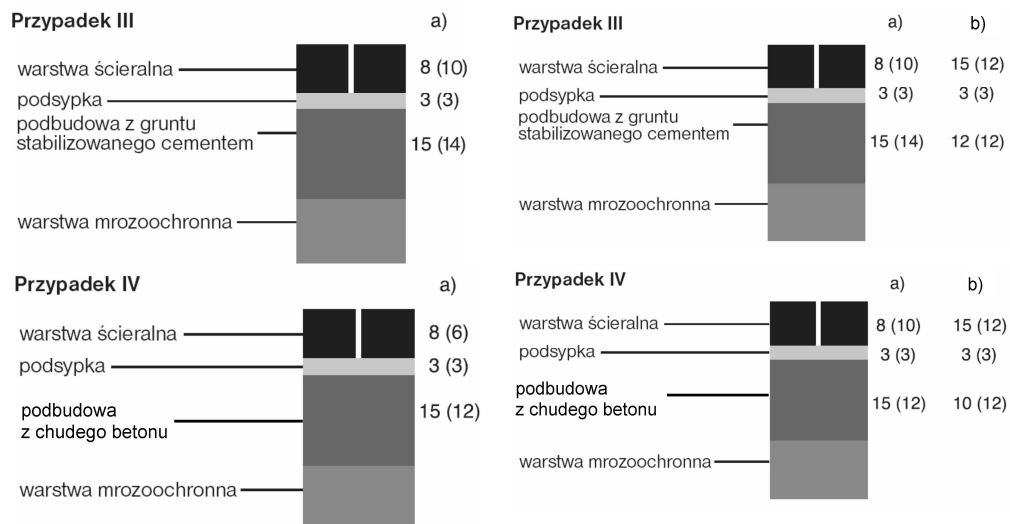 Przypadek III a)
warstwa ścieralna 8 (10)
podsypka 3 (3)
podbudowa z gruntu
stabilizowanego cementem 15 (14)
warstwa mrozoochronna
Przypadek III a) b)
warstwa ścieralna 8 (10) 15 (12)
podsypka 3 (3) 3 (3)
podbudowa z gruntu
stabilizowanego cementem 15 (14) 12 (12)
warstwa mrozoochronna
Przypadek IV a)
warstwa ścieralna 8 (6)
podsypka 3 (3)
podbudowa 15 (12)
z chudego betonu
warstwa mrozoochronna
Przypadek IV a) b)
warstwa ścieralna 8 (10) 15 (12)
podsypka 3 (3) 3 (3)
podbudowa
z chudego betonu 15 (12) 10 (12)
warstwa mrozoochronna